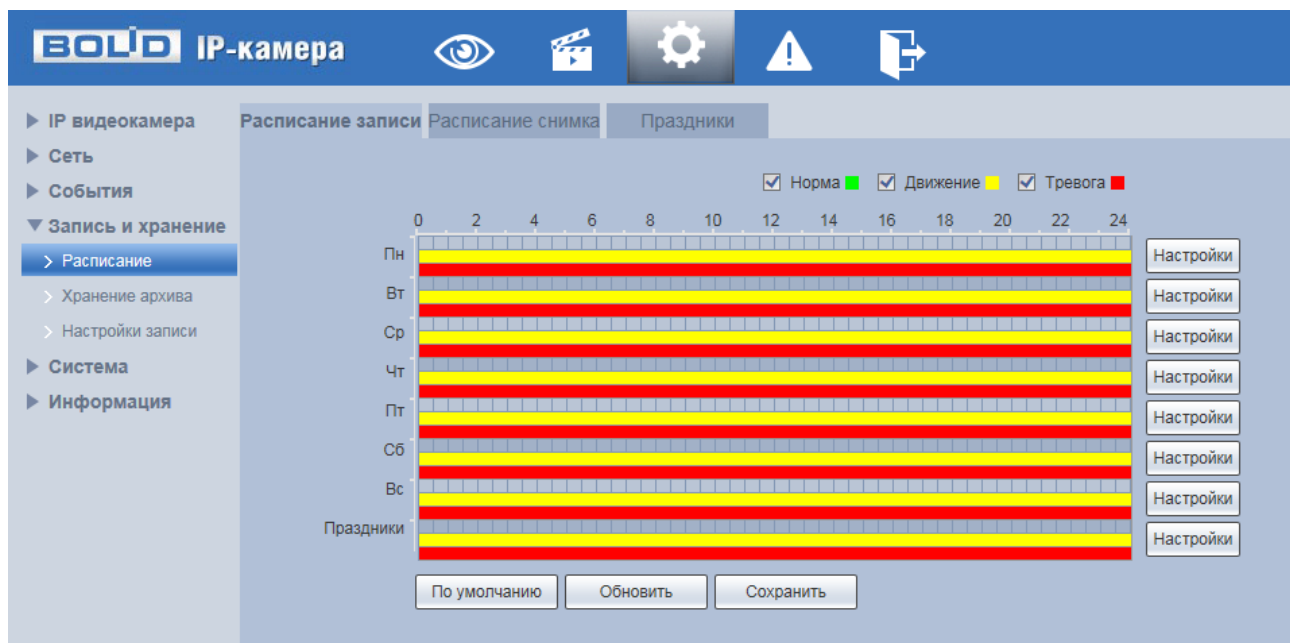 BOLID IP-камера
IP видеокамера
Сеть
События
Запись и хранение
Расписание
Хранение архива
Настройки записи
Система
Информация
Расписание записи Расписание снимка Праздники
Норма Движение Тревога
0 2 4 6 8 10 12 14 16 18 20 22 24
Пн Настройки
Вт Настройки
Ср Настройки
Чт Настройки
Пт Настройки
Сб Настройки
Вс Настройки
Праздники Настройки
По умолчанию Обновить Сохранить